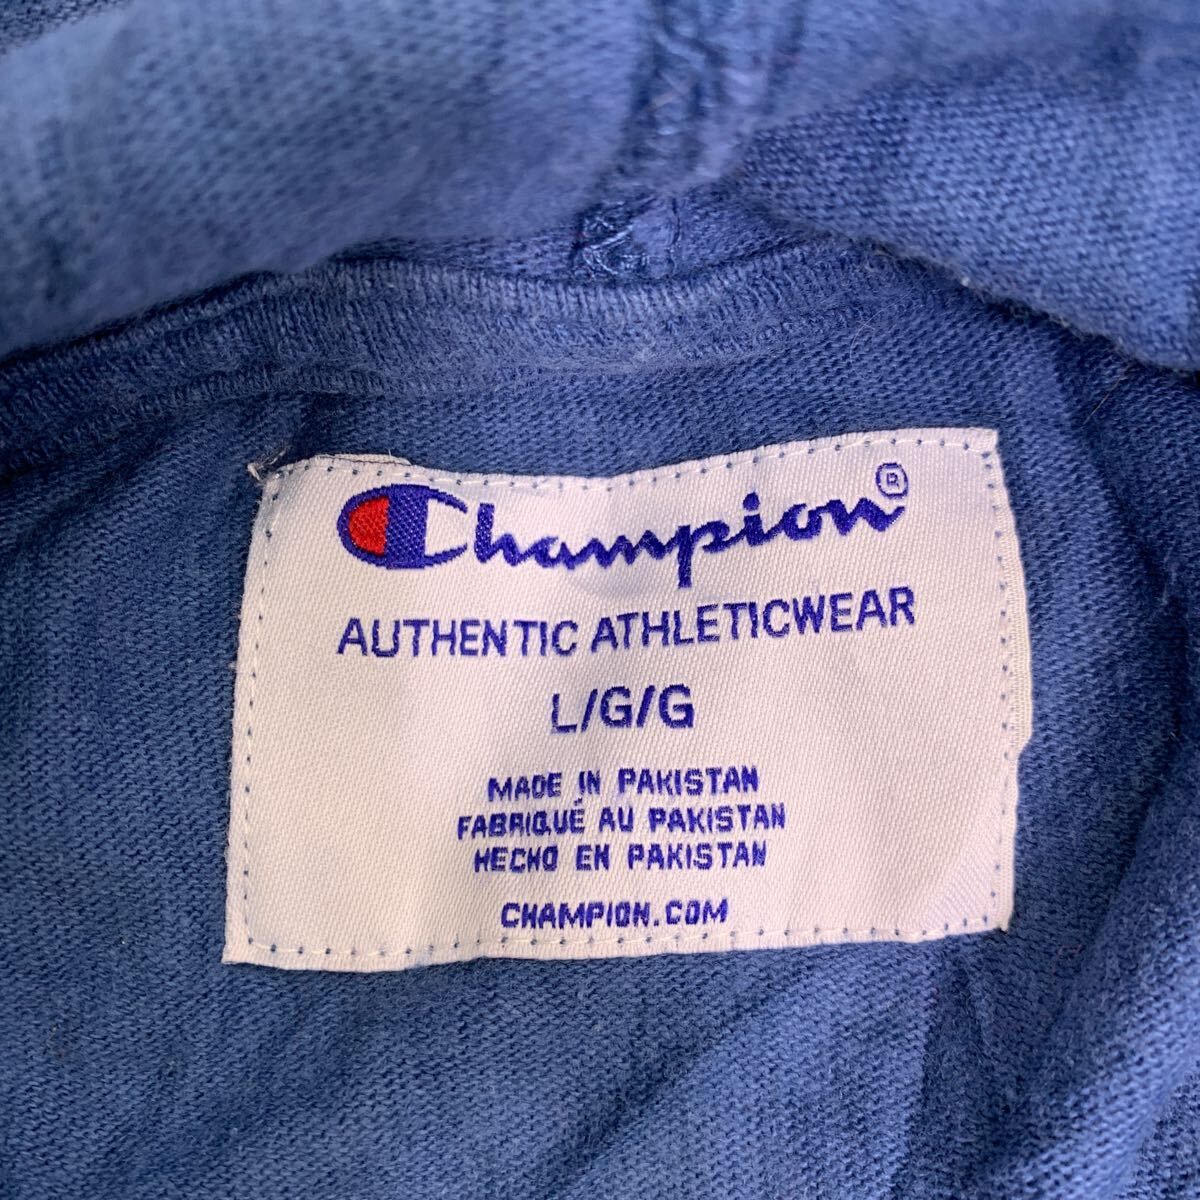 Champion®
AUTHENTIC ATHLETICWEAR
L/G/G
MADE IN PAKISTAN
FABRIQUÉ AU PAKISTAN
HECHO EN PAKISTAN
CHAMPION.COM